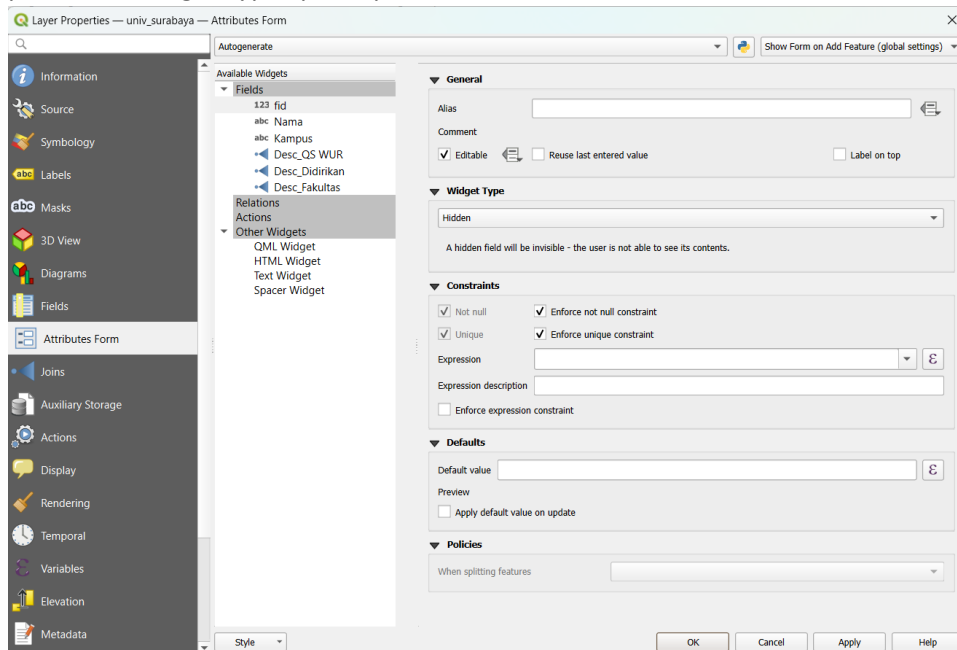 Layer Properties — univ_surabaya — Attributes Form
Autogenerate
Show Form on Add Feature (global settings)
Information
Source
Symbology
abc Labels
abc Masks
3D View
Diagrams
Fields
Attributes Form
Joins
Auxiliary Storage
Actions
Display
Rendering
Temporal
Variables
Elevation
Metadata
Available Widgets
Fields
123 fid
abc Nama
abc Kampus
Desc_QS WUR
Desc_Didirikan
Desc_Fakultas
Relations
Actions
Other Widgets
QML Widget
HTML Widget
Text Widget
Spacer Widget
General
Alias
Comment
Editable Reuse last entered value Label on top
Widget Type
Hidden
A hidden field will be invisible - the user is not able to see its contents.
Constraints
Not null Enforce not null constraint
Unique Enforce unique constraint
Expression ε
Expression description
Enforce expression constraint
Defaults
Default value ε
Preview
Apply default value on update
Policies
When splitting features
Style OK Cancel Apply Help